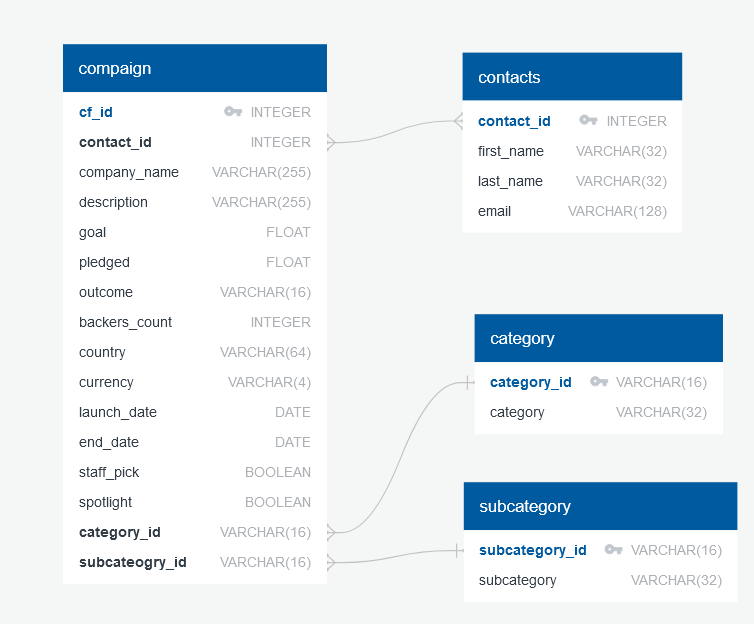 compaign
cf_id INTEGER
contact_id INTEGER
company_name VARCHAR(255)
description VARCHAR(255)
goal FLOAT
pledged FLOAT
outcome VARCHAR(16)
backers_count INTEGER
country VARCHAR(64)
currency VARCHAR(4)
launch_date DATE
end_date DATE
staff_pick BOOLEAN
spotlight BOOLEAN
category_id VARCHAR(16)
subcateogry_id VARCHAR(16)
contacts
contact_id INTEGER
first_name VARCHAR(32)
last_name VARCHAR(32)
email VARCHAR(128)
category
category_id VARCHAR(16)
category VARCHAR(32)
subcategory
subcategory_id VARCHAR(16)
subcategory VARCHAR(32)